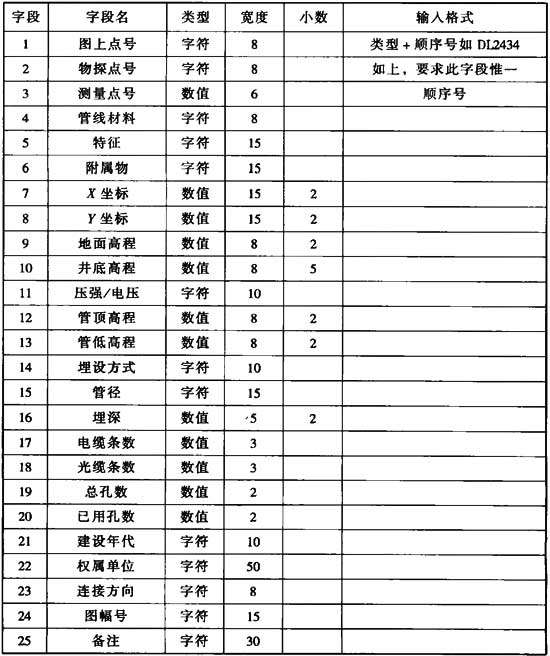 字段 字段名 类型 宽度 小数 输入格式
1 图上点号 字符 8 类型+顺序号如 DL2434
2 物探点号 字符 8 如上，要求此字段惟一
3 测量点号 数值 6 顺序号
4 管线材料 字符 8
5 特征 字符 15
6 附属物 字符 15
7 X 坐标 数值 15 2
8 Y 坐标 数值 15 2
9 地面高程 数值 8 2
10 井底高程 数值 8 5
11 压强/电压 字符 10
12 管顶高程 数值 8 2
13 管低高程 数值 8 2
14 埋设方式 字符 10
15 管径 字符 15
16 埋深 数值 5 2
17 电缆条数 数值 3
18 光缆条数 数值 3
19 总孔数 数值 2
20 已用孔数 数值 2
21 建设年代 字符 10
22 权属单位 字符 50
23 连接方向 字符 8
24 图幅号 字符 15
25 备注 字符 30